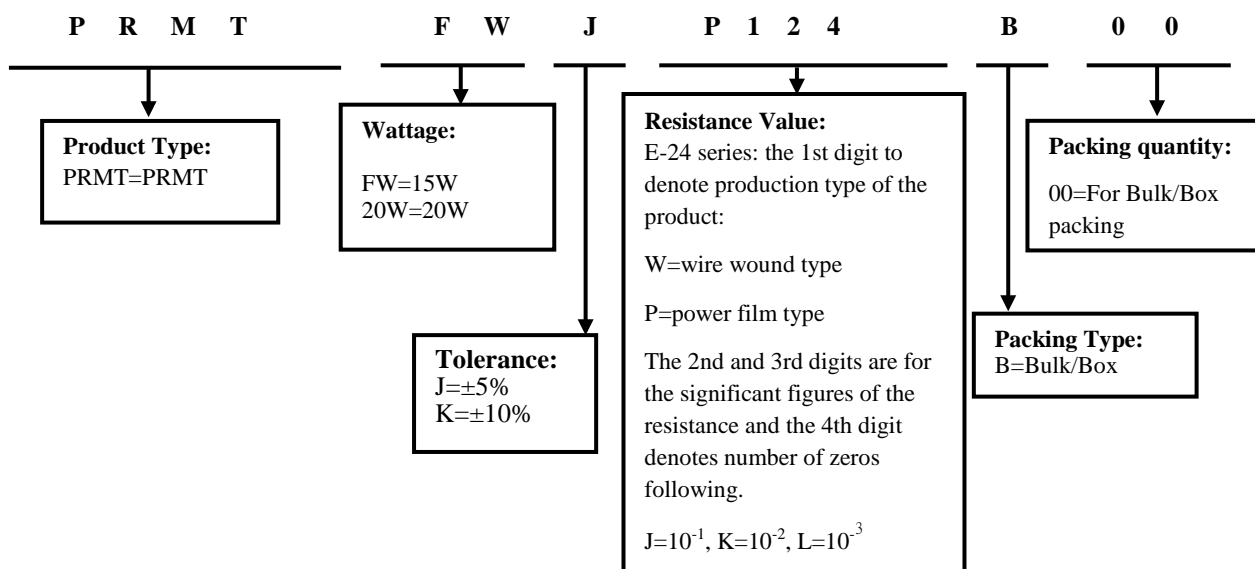 P R M T F W J P 1 2 4 B 0 0
Product Type:
PRMT=PRMT
Wattage:
FW=15W
20W=20W
Tolerance:
J=±5%
K=±10%
Resistance Value:
E-24 series: the 1st digit to
denote production type of the
product:
W=wire wound type
P=power film type
The 2nd and 3rd digits are for
the significant figures of the
resistance and the 4th digit
denotes number of zeros
following.
J=10⁻¹, K=10⁻², L=10⁻³
Packing Type:
B=Bulk/Box
Packing quantity:
00=For Bulk/Box
packing